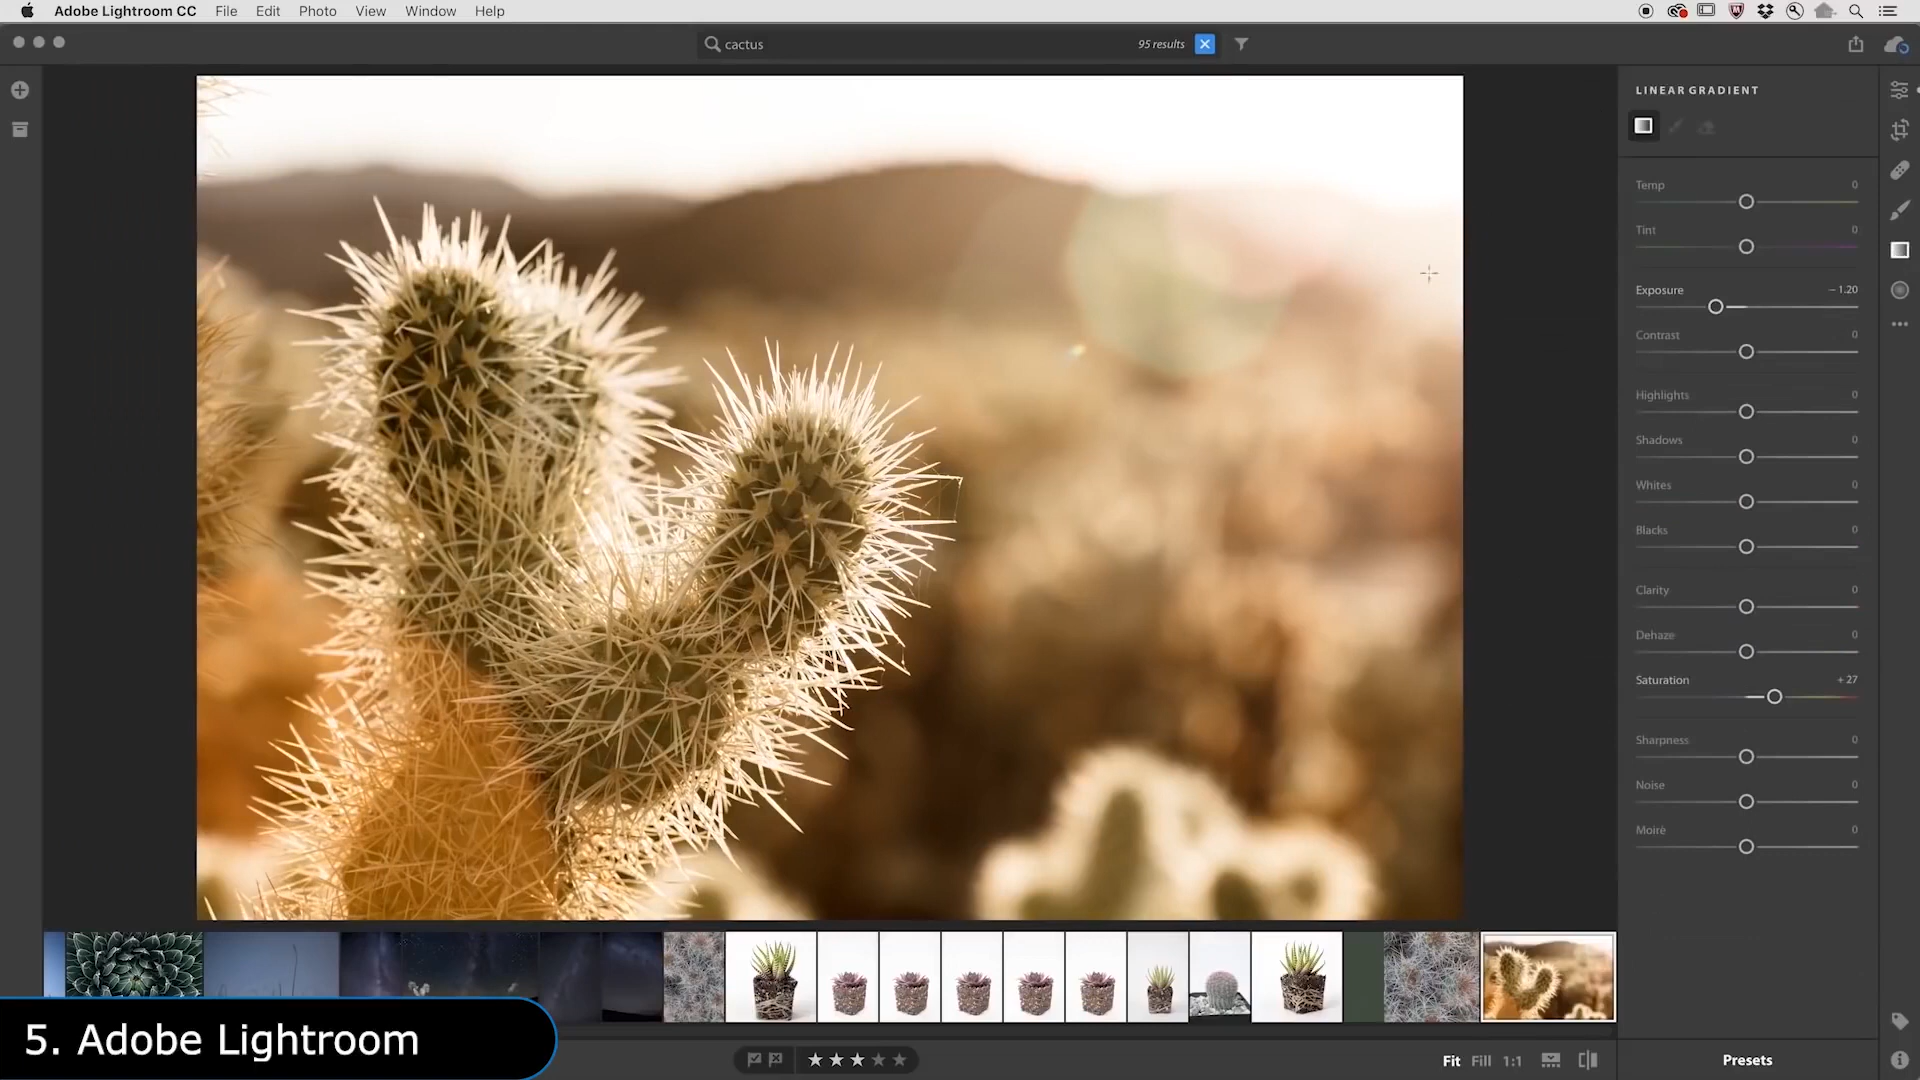 Adobe Lightroom CC File Edit Photo View Window Help
cactus 95 results
LINEAR GRADIENT
Temp 0
Tint 0
Exposure – 1.20
Contrast 0
Highlights 0
Shadows 0
Whites 0
Blacks 0
Clarity 0
Dehaze 0
Saturation + 27
Sharpness 0
Noise 0
Moiré 0
5. Adobe Lightroom
Fit Fill 1:1 Presets